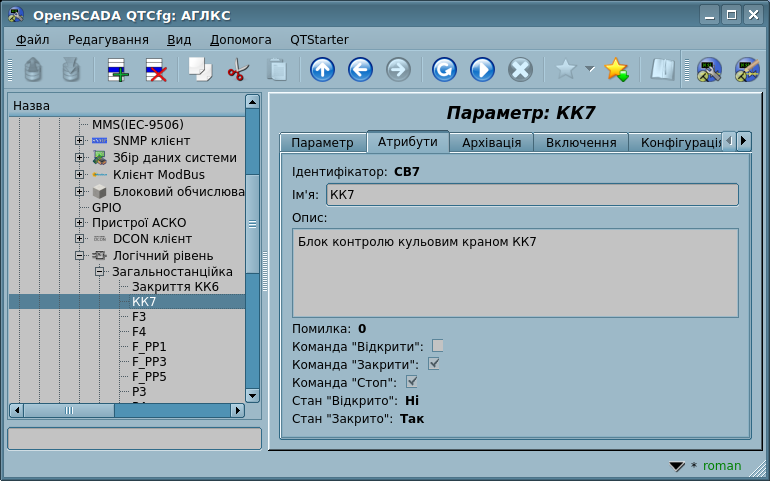 OpenSCADA QTCfg: АГЛКС
Файл Редагування Вид Допомога QTStarter
Назва
MMS(IEC-9506)
SNMP клієнт
Збір даних системи
Клієнт ModBus
Блоковий обчислюва
GPIO
Пристрої АСКО
DCON клієнт
Логічний рівень
Загальностанційка
Закриття КК6
КК7
F3
F4
F_PP1
F_PP3
F_PP5
P3
Параметр: КК7
Параметр Атрибути Архівація Включення Конфігурація
Ідентифікатор: CB7
Ім'я: КК7
Опис:
Блок контролю кульовим краном КК7
Помилка: 0
Команда "Відкрити":
Команда "Закрити":
Команда "Стоп":
Стан "Відкрито": Ні
Стан "Закрито": Так
* roman